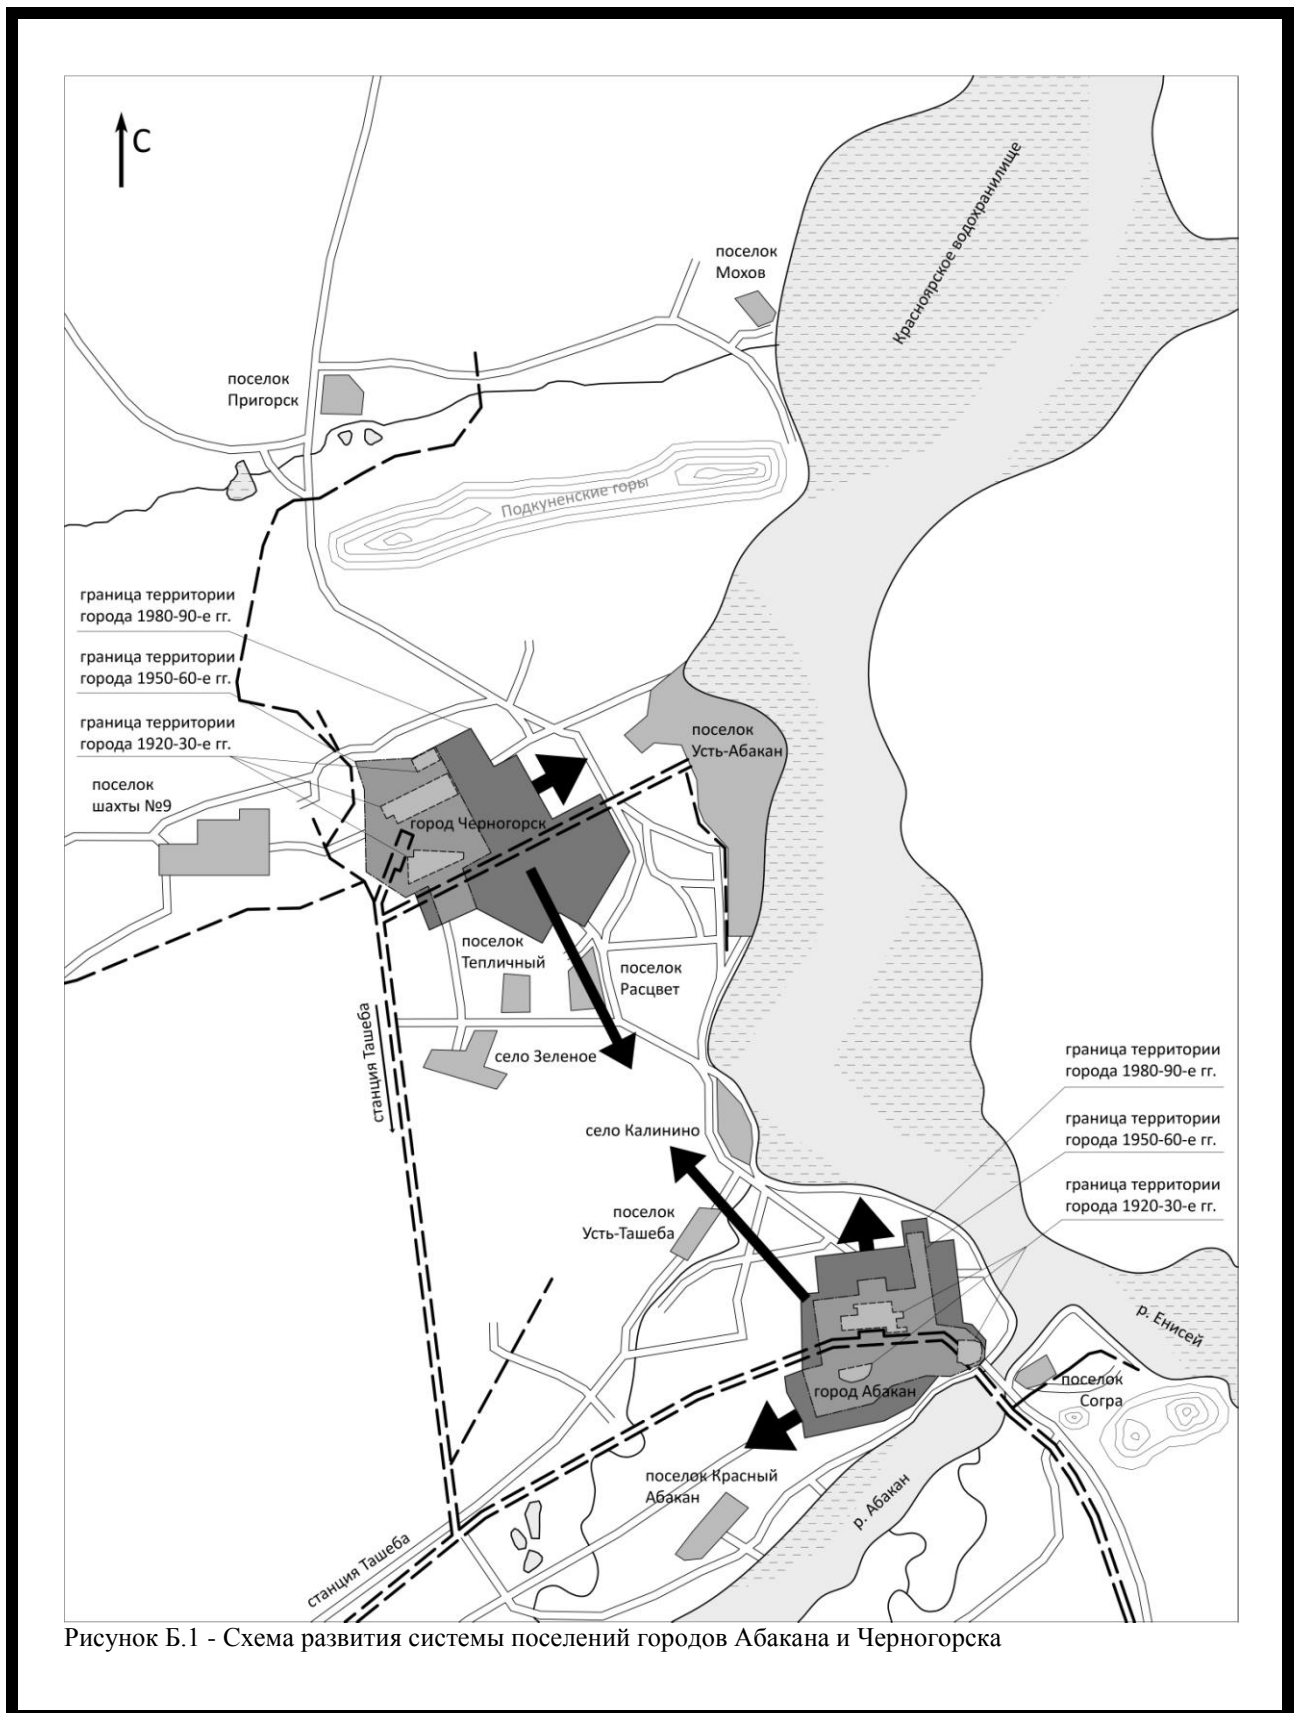 С
Красноярское водохранилище
поселок
Мохов
поселок
Пригорск
Подкуненские горы
граница территории
города 1980-90-е гг.
граница территории
города 1950-60-е гг.
граница территории
города 1920-30-е гг.
поселок
шахты №9
поселок
Усть-Абакан
город Черногорск
поселок
Тепличный
поселок
Расцвет
станция Ташеба
село Зеленое
граница территории
города 1980-90-е гг.
село Калинино
граница территории
города 1950-60-е гг.
граница территории
города 1920-30-е гг.
поселок
Усть-Ташеба
р. Енисей
поселок
Согра
город Абакан
поселок Красный
Абакан
р. Абакан
станция Ташеба
Рисунок Б.1 - Схема развития системы поселений городов Абакана и Черногорска